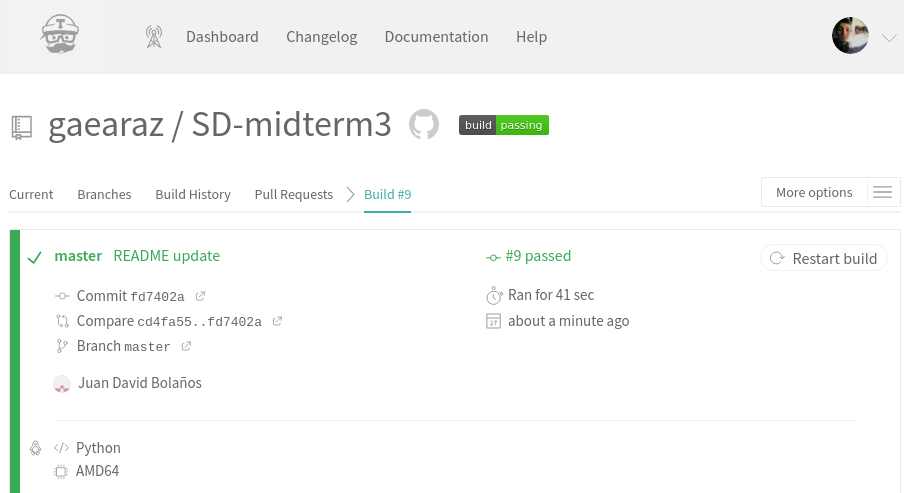 Dashboard Changelog Documentation Help
gaearaz / SD-midterm3 build passing
Current Branches Build History Pull Requests Build #9 More options
master README update #9 passed Restart build
Commit fd7402a Ran for 41 sec
Compare cd4fa55..fd7402a about a minute ago
Branch master
Juan David Bolaños
Python
AMD64